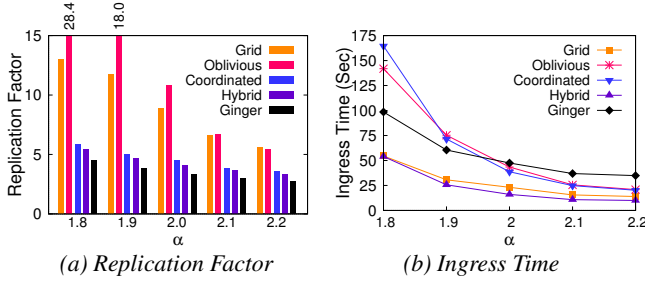 28.4
18.0
Replication Factor
15
10
5
0
Grid
Oblivious
Coordinated
Hybrid
Ginger
1.8
1.9
2.0
2.1
2.2
α
(a) Replication Factor
Ingress Time (Sec)
175
150
125
100
75
50
25
0
Grid
Oblivious
Coordinated
Hybrid
Ginger
1.8
1.9
2
2.1
2.2
α
(b) Ingress Time